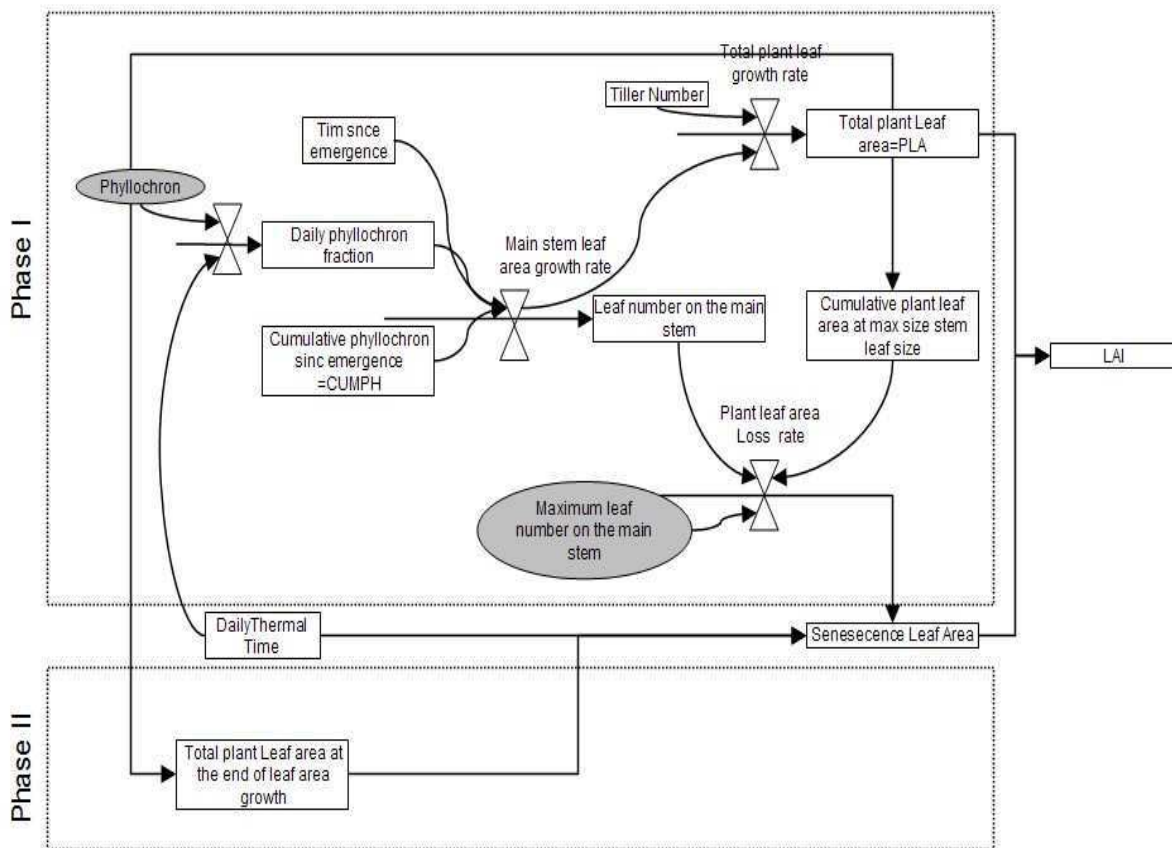 Phase I
Total plant leaf
growth rate
Tiller Number
Total plant Leaf
area=PLA
Tim snce
emergence
Phyllochron
Daily phyllochron
fraction
Main stem leaf
area growth rate
Leaf number on the main
stem
Cumulative plant leaf
area at max size stem
leaf size
Cumulative phyllochron
sinc emergence
=CUMPH
LAI
Plant leaf area
Loss rate
Maximum leaf
number on the main
stem
DailyThermal
Time
Senesecence Leaf Area
Phase II
Total plant Leaf area at
the end of leaf area
growth